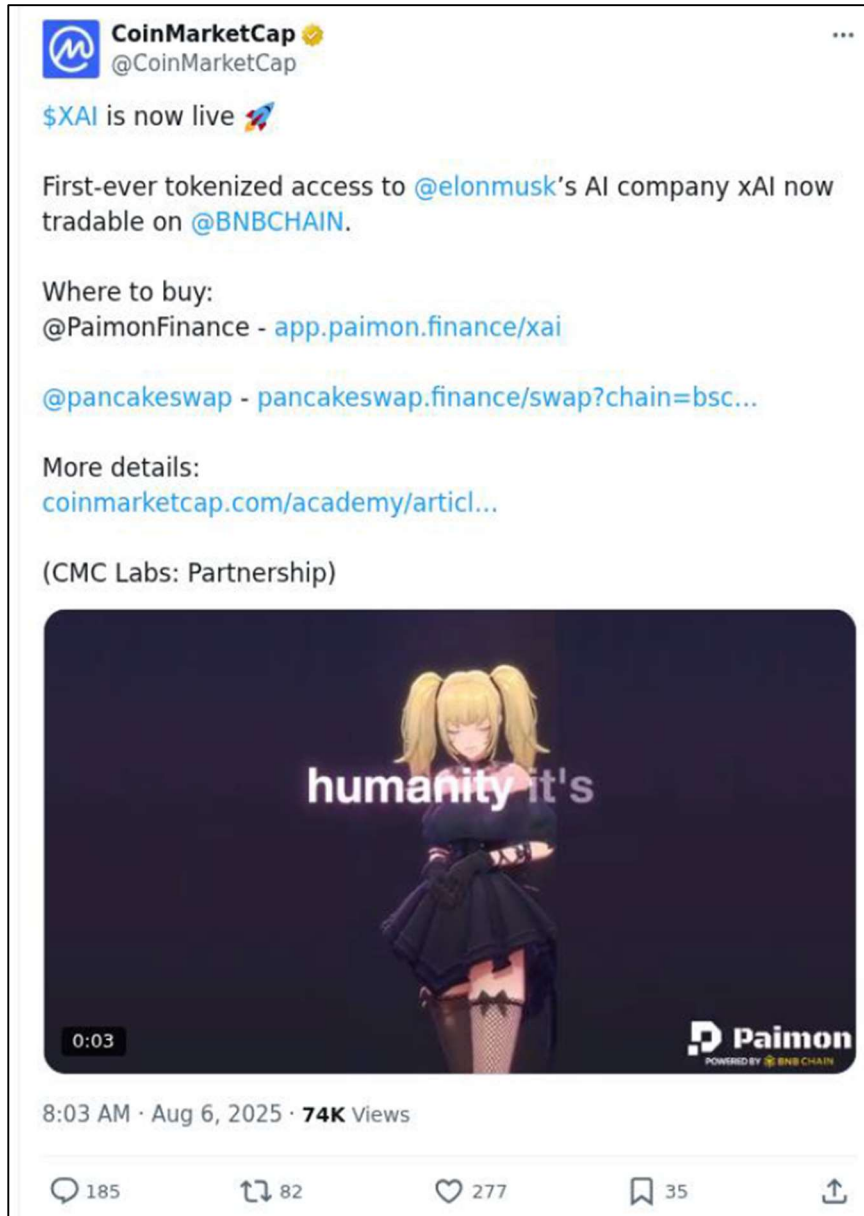 CoinMarketCap
@CoinMarketCap
$XAI is now live 🚀
First-ever tokenized access to @elonmusk’s AI company xAI now
tradable on @BNBCHAIN.
Where to buy:
@PaimonFinance - app.paimon.finance/xai
@pancakeswap - pancakeswap.finance/swap?chain=bsc...
More details:
coinmarketcap.com/academy/articl...
(CMC Labs: Partnership)
humanity it's
0:03
Paimon
POWERED BY BNB CHAIN
8:03 AM · Aug 6, 2025 · 74K Views
185 82 277 35